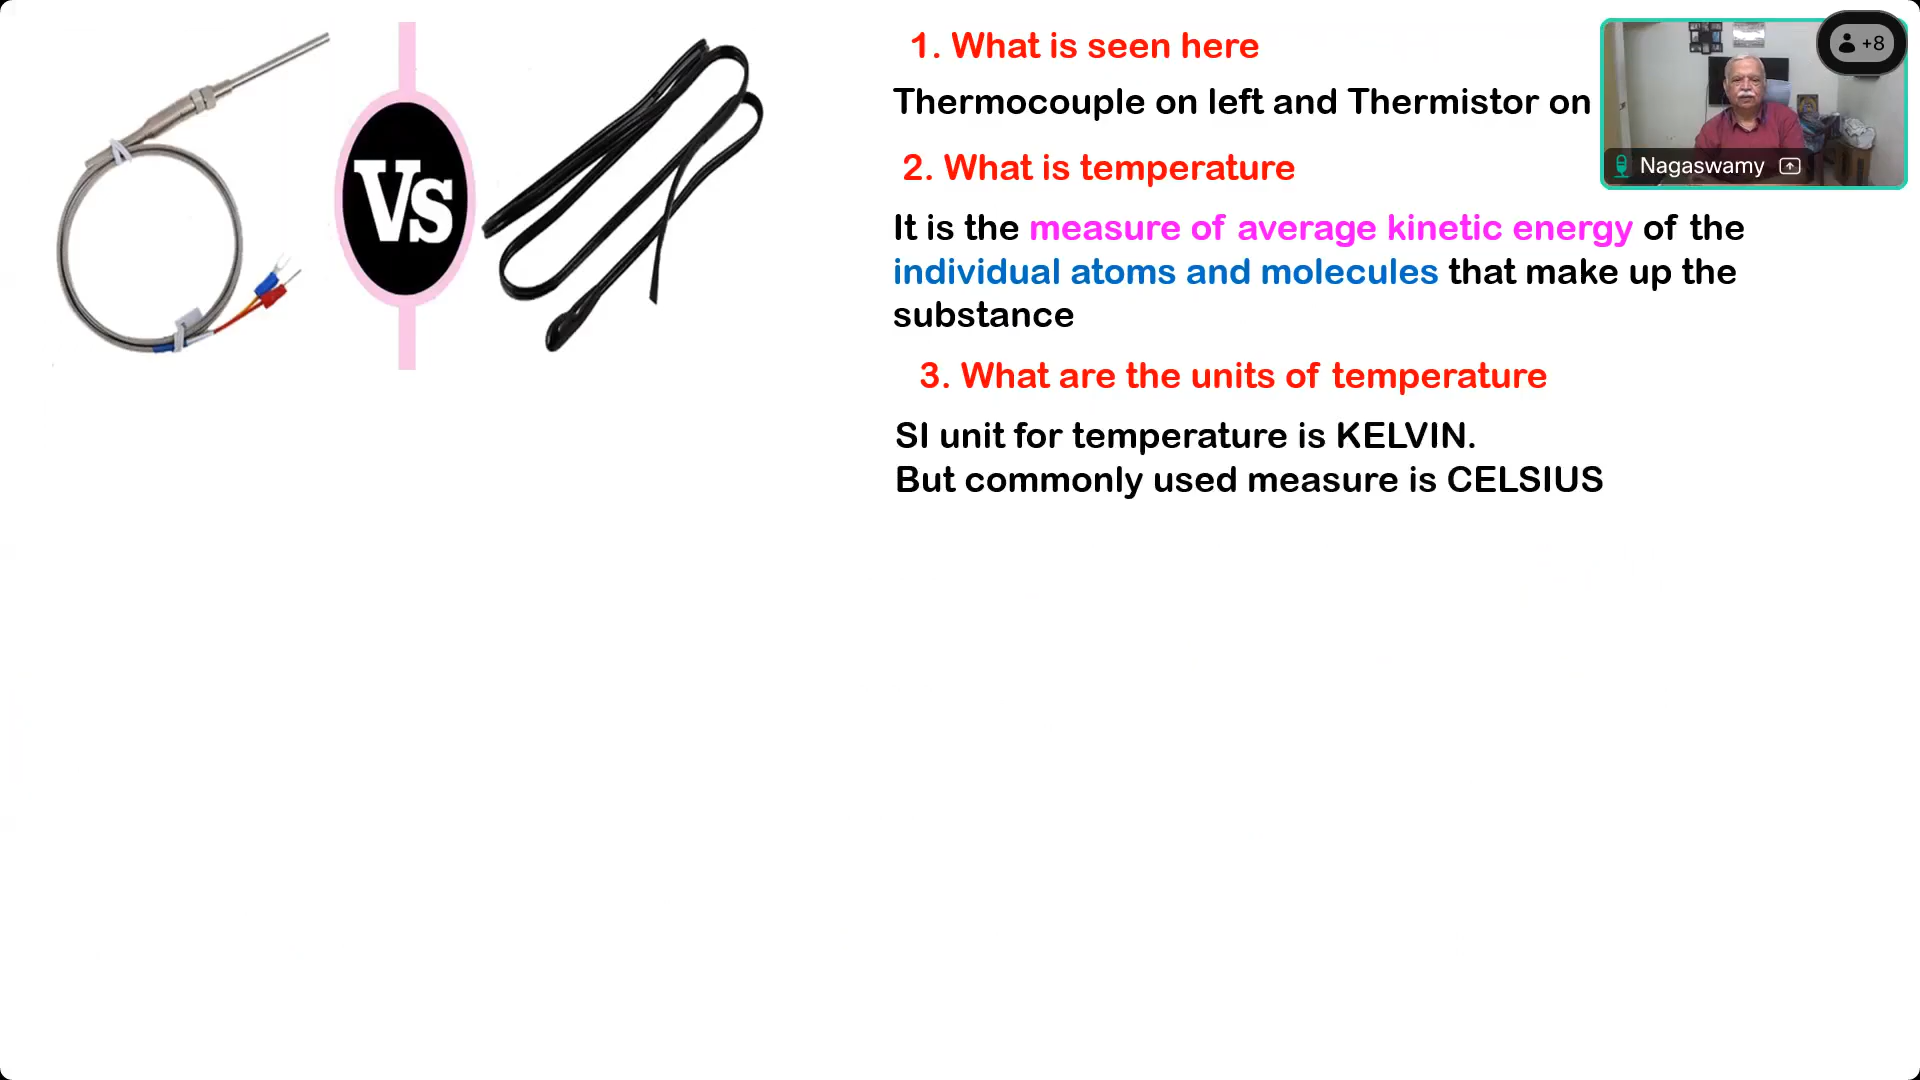 Vs
1. What is seen here
Thermocouple on left and Thermistor on
2. What is temperature
It is the measure of average kinetic energy of the
individual atoms and molecules that make up the
substance
3. What are the units of temperature
SI unit for temperature is KELVIN.
But commonly used measure is CELSIUS
+8
Nagaswamy